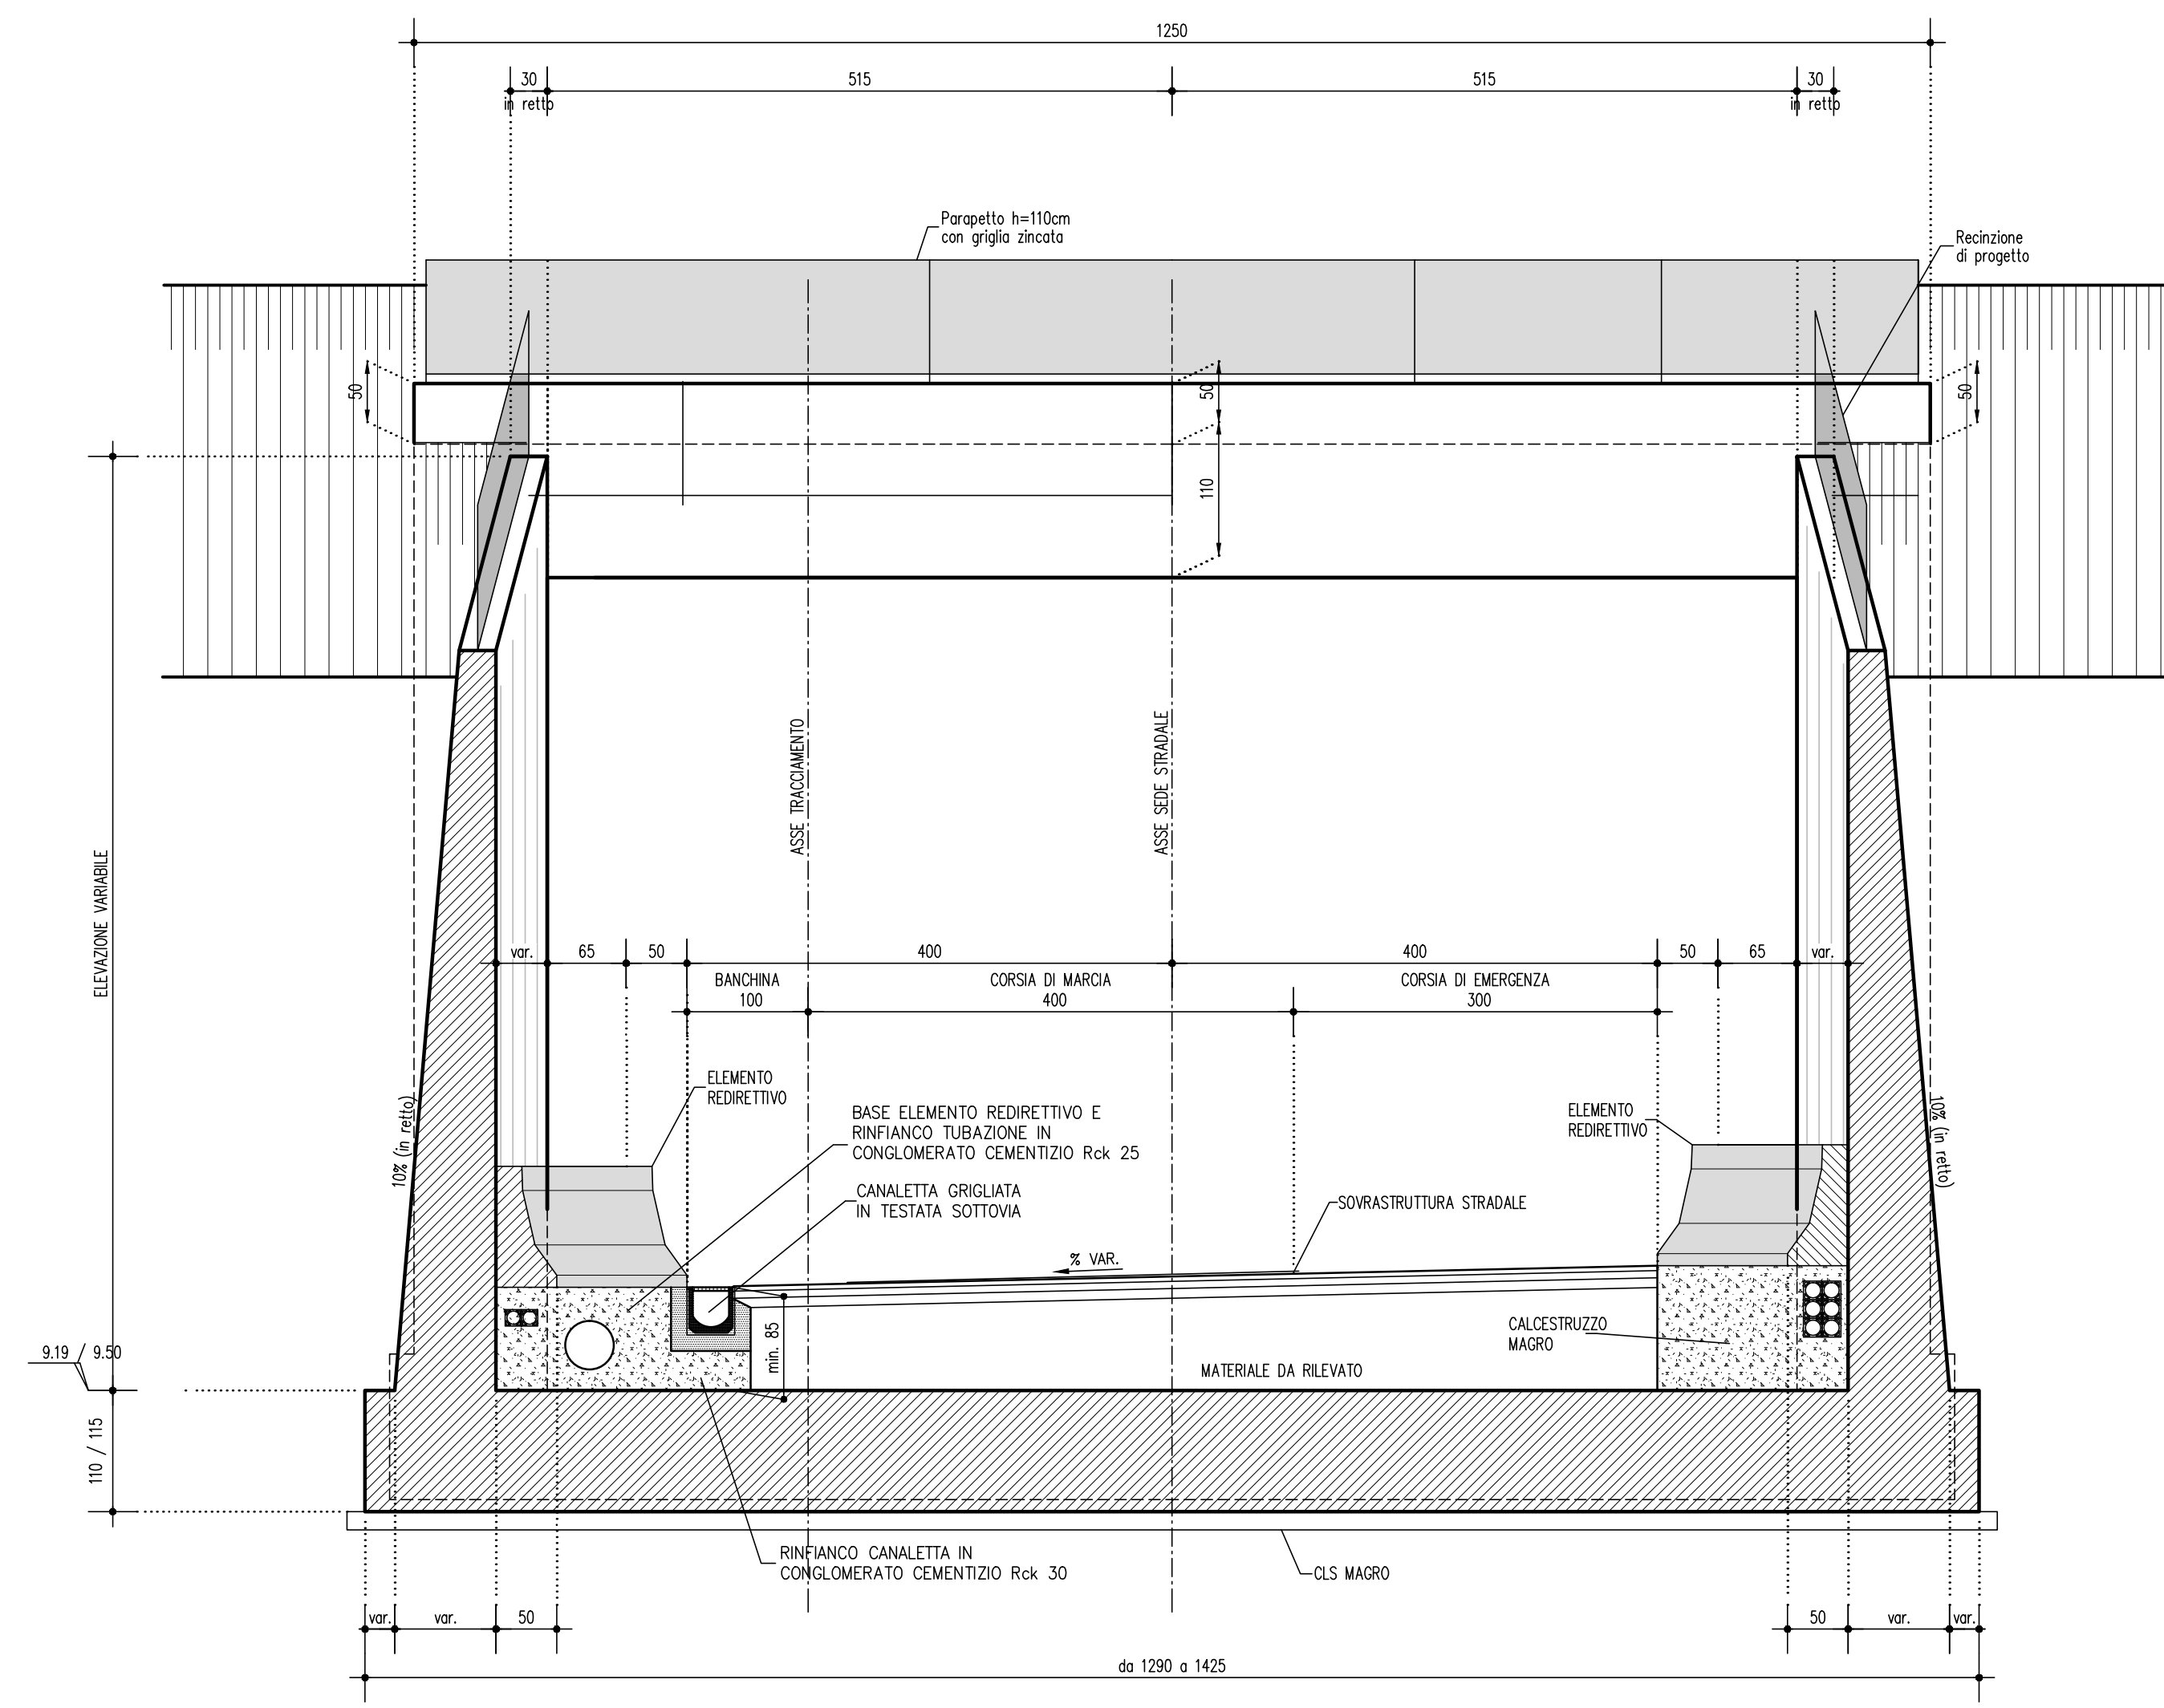 1250
30
515
515
30
in retto
in retto
Parapetto h=110cm
con griglia zincata
Recinzione
di progetto
50
50
50
110
ASSE TRACCIAMENTO
ASSE SEDE STRADALE
ELEVAZIONE VARIABILE
var.
65
50
400
400
50
65
var.
BANCHINA
CORSIA DI MARCIA
CORSIA DI EMERGENZA
100
400
300
ELEMENTO
REDIRETTIVO
BASE ELEMENTO REDIRETTIVO E
RINFIANCO TUBAZIONE IN
CONGLOMERATO CEMENTIZIO Rck 25
ELEMENTO
REDIRETTIVO
10% (in retto)
10% (in retto)
CANALETTA GRIGLIATA
IN TESTATA SOTTOVIA
SOVRASTRUTTURA STRADALE
% VAR.
CALCESTRUZZO
MAGRO
min. 85
9.19 / 9.50
MATERIALE DA RILEVATO
110 / 115
RINFIANCO CANALETTA IN
CONGLOMERATO CEMENTIZIO Rck 30
CLS MAGRO
var.
var.
50
50
var.
var.
da 1290 a 1425